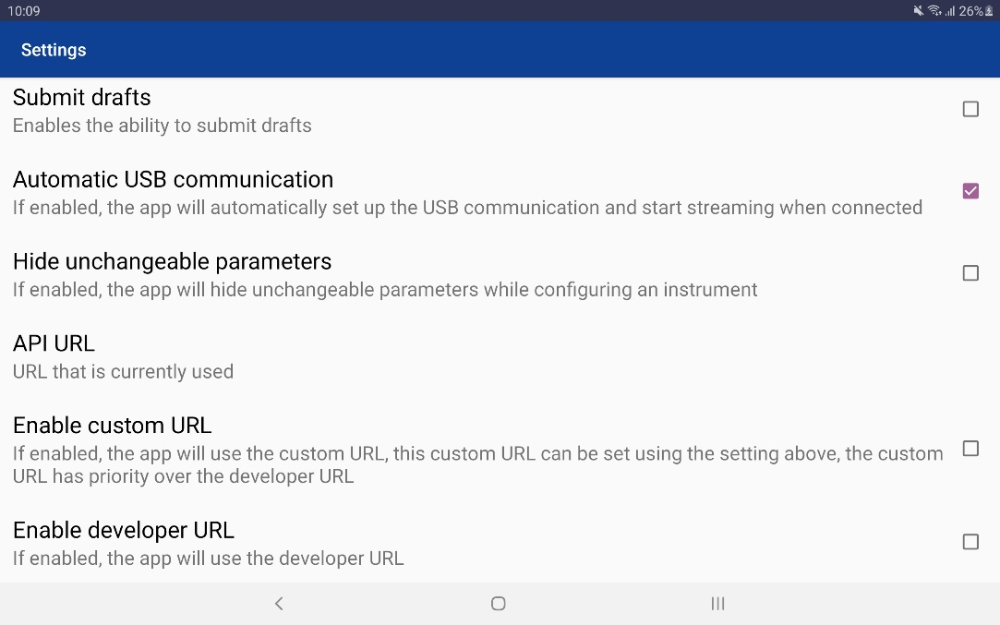 10:09
26%
Settings
Submit drafts
Enables the ability to submit drafts
Automatic USB communication
If enabled, the app will automatically set up the USB communication and start streaming when connected
Hide unchangeable parameters
If enabled, the app will hide unchangeable parameters while configuring an instrument
API URL
URL that is currently used
Enable custom URL
If enabled, the app will use the custom URL, this custom URL can be set using the setting above, the custom
URL has priority over the developer URL
Enable developer URL
If enabled, the app will use the developer URL